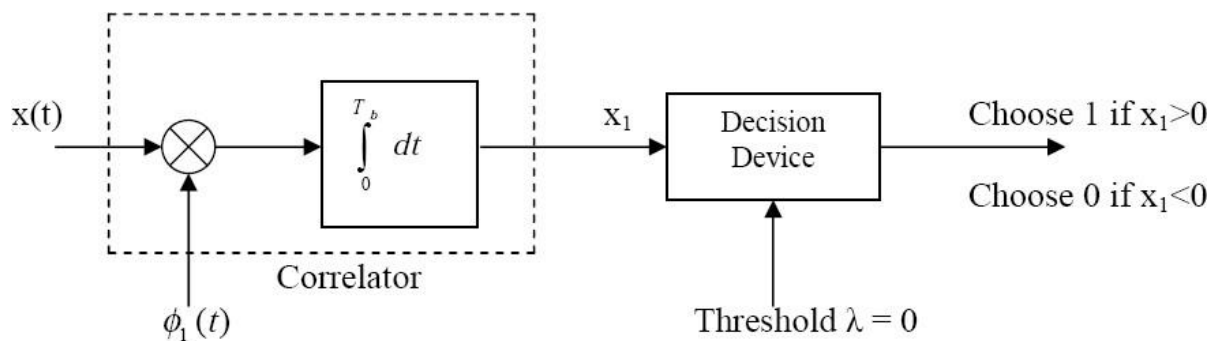 x(t)
T b
∫ dt
0
x₁
Decision
Device
Choose 1 if x₁>0
Choose 0 if x₁<0
Correlator
ϕ₁(t)
Threshold λ = 0